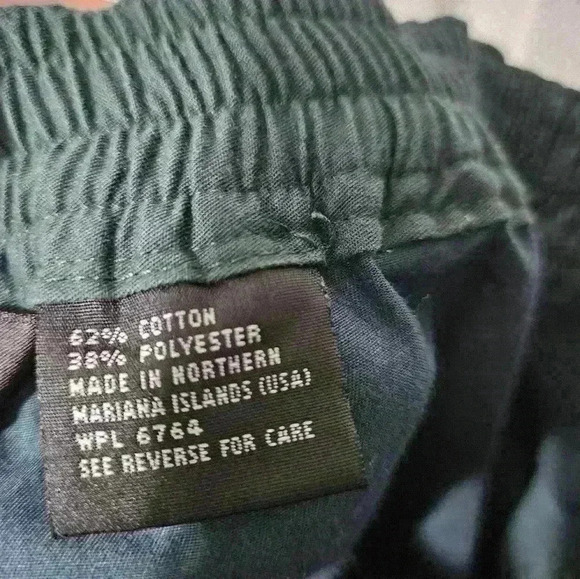 62% COTTON
38% POLYESTER
MADE IN NORTHERN
MARIANA ISLANDS (USA)
WPL 6764
SEE REVERSE FOR CARE